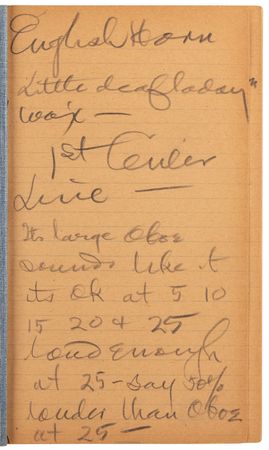 English Horn
Little deaf laday"
wax —
1st Center
Line —
Its large Oboe
sounds like it
its OK at 5 10
15 20 & 25
loud enough
at 25 - say 50%
louder than Oboe
at 25 —